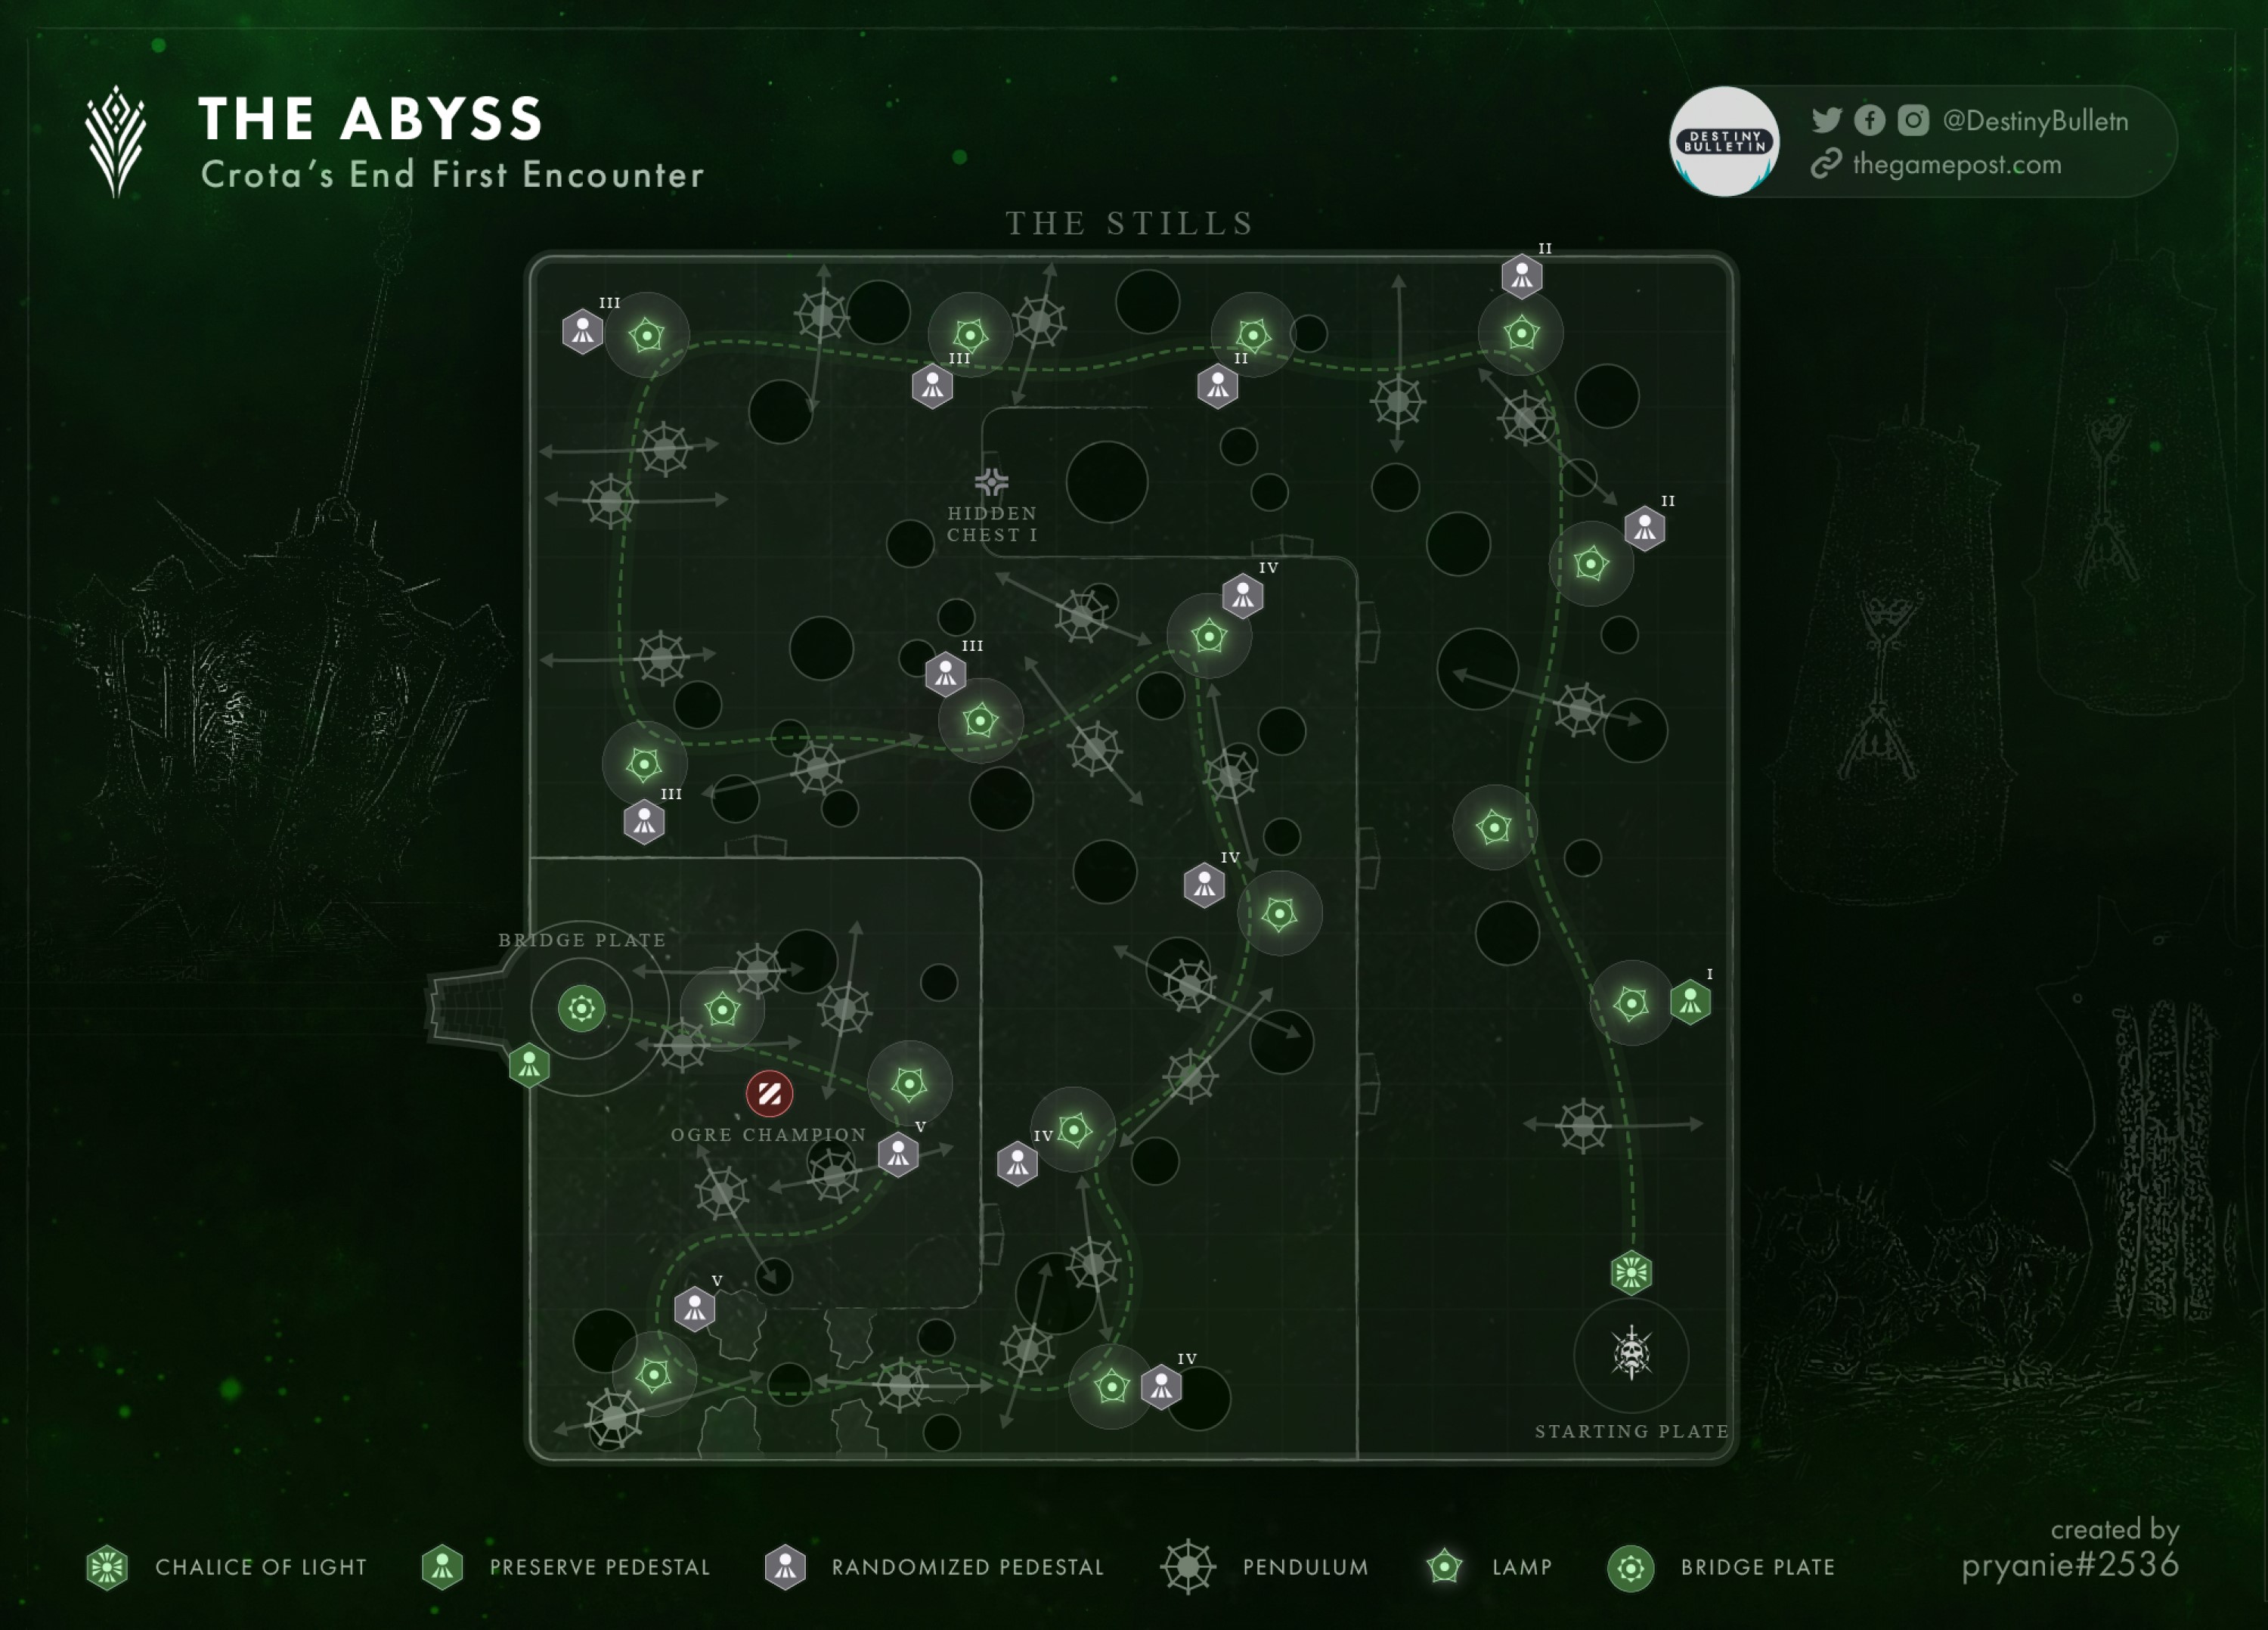 THE ABYSS
Crota's End First Encounter
DESTINY
BULLETIN
@DestinyBulletn
thegamepost.com
THE STILLS
II
III
III
II
II
HIDDEN
CHEST I
IV
III
III
IV
BRIDGE PLATE
I
OGRE CHAMPION
V
IV
V
IV
STARTING PLATE
CHALICE OF LIGHT
PRESERVE PEDESTAL
RANDOMIZED PEDESTAL
PENDULUM
LAMP
BRIDGE PLATE
created by
pryanie#2536